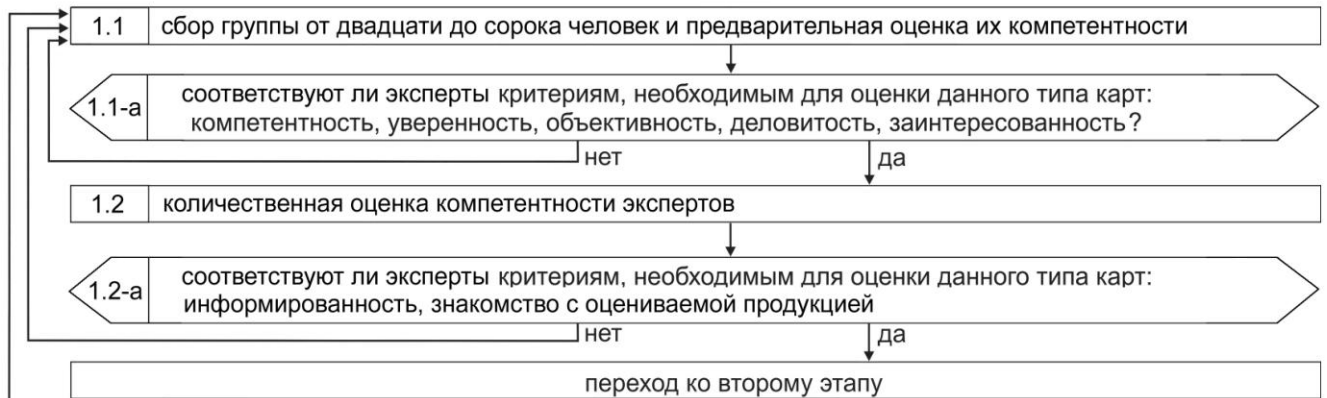 1.1 сбор группы от двадцати до сорока человек и предварительная оценка их компетентности
1.1-а соответствуют ли эксперты критериям, необходимым для оценки данного типа карт:
компетентность, уверенность, объективность, деловитость, заинтересованность?
нет да
1.2 количественная оценка компетентности экспертов
1.2-а соответствуют ли эксперты критериям, необходимым для оценки данного типа карт:
информированность, знакомство с оцениваемой продукцией
нет да
переход ко второму этапу